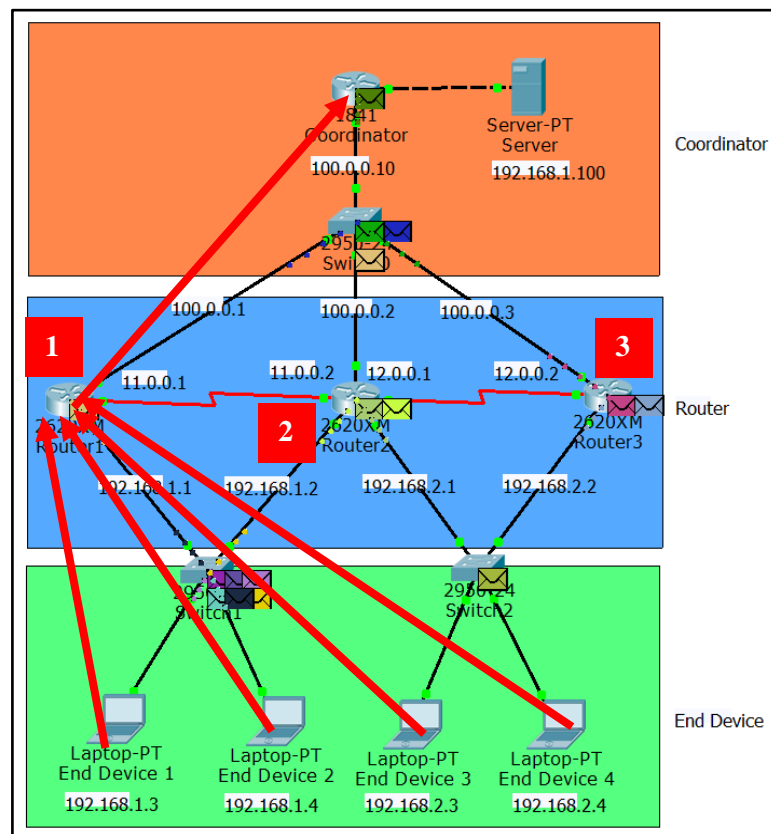 1841
Coordinator
Server-PT
Server
Coordinator
100.0.0.10
192.168.1.100
Switch0
100.0.0.1
100.0.0.2
100.0.0.3
1
3
11.0.0.1
11.0.0.2
12.0.0.1
12.0.0.2
2
2620XM
Router1
2620XM
Router2
2620XM
Router3
Router
192.168.1.1
192.168.1.2
192.168.2.1
192.168.2.2
Switch1
2950-24
Switch2
Laptop-PT
End Device 1
Laptop-PT
End Device 2
Laptop-PT
End Device 3
Laptop-PT
End Device 4
End Device
192.168.1.3
192.168.1.4
192.168.2.3
192.168.2.4